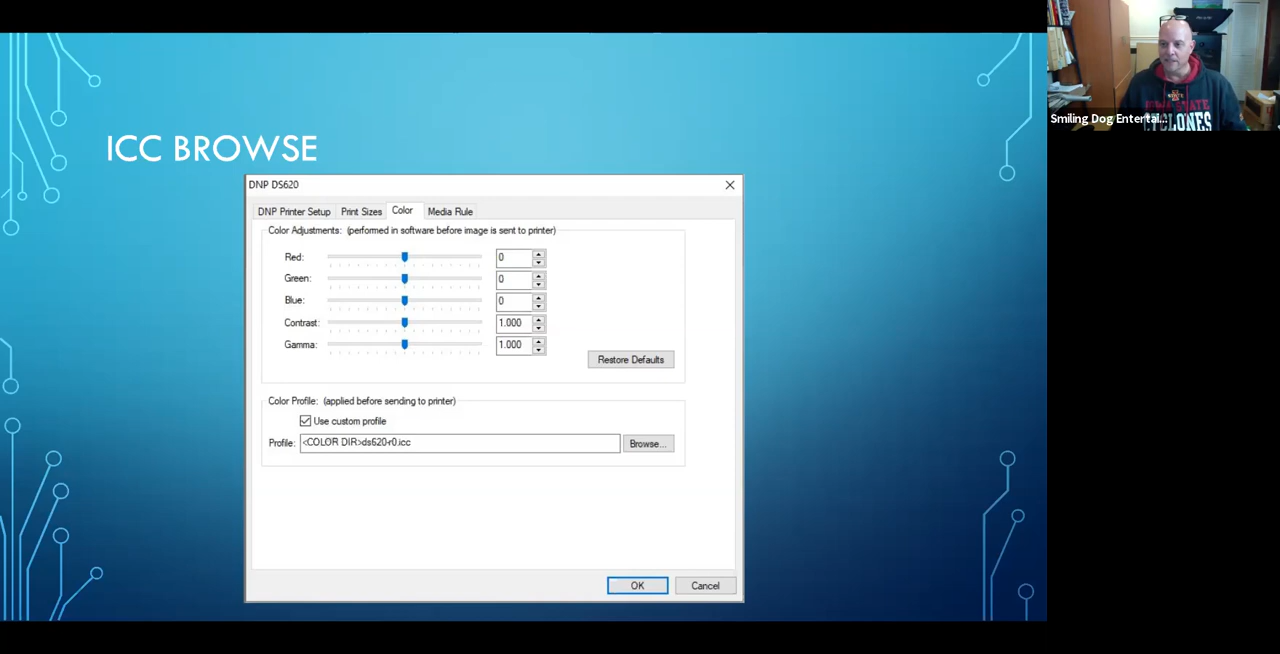 ICC BROWSE
DNP DS620
DNP Printer Setup Print Sizes Color Media Rule
Color Adjustments: (performed in software before image is sent to printer)
Red: 0
Green: 0
Blue: 0
Contrast: 1.000
Gamma: 1.000
Restore Defaults
Color Profile: (applied before sending to printer)
Use custom profile
Profile: <COLOR DIR>ds620-r0.icc Browse...
OK Cancel
IOWA STATE
CYCLONES
Smiling Dog Entertai...